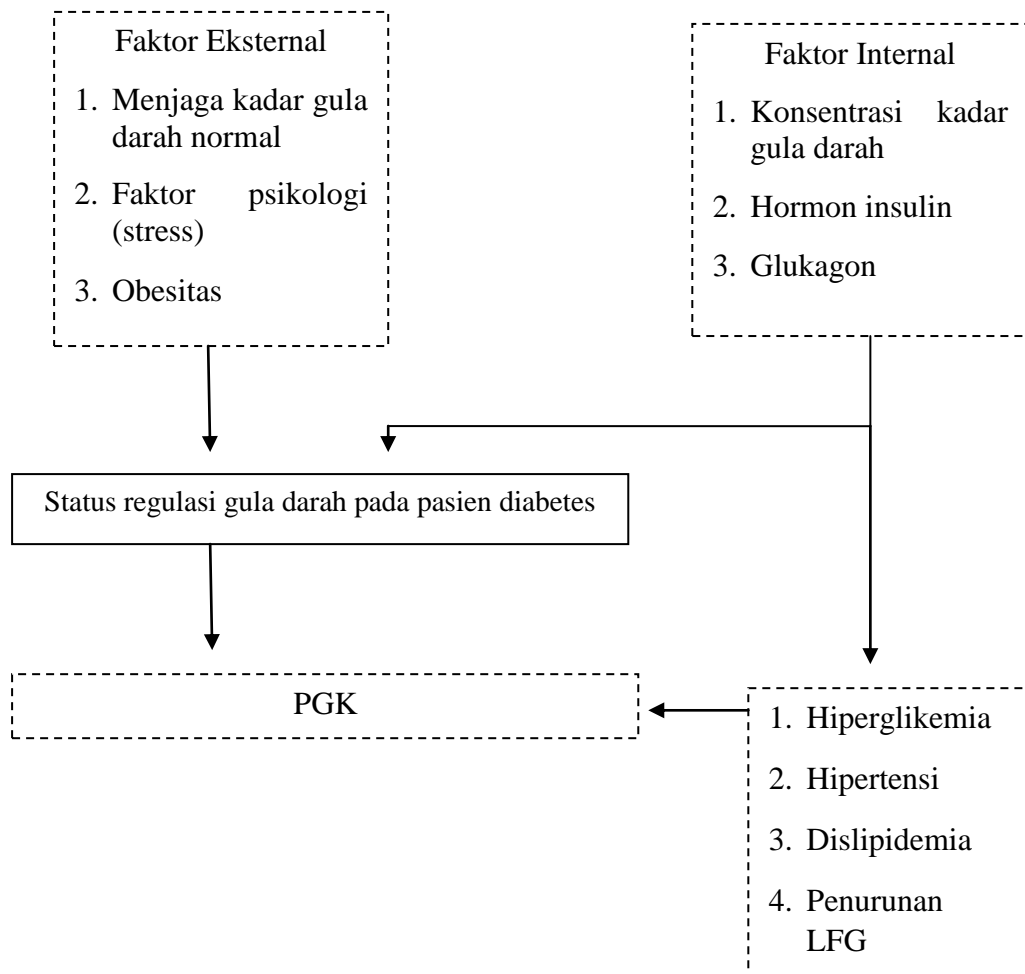 Faktor Eksternal
1. Menjaga kadar gula
darah normal
2. Faktor psikologi
(stress)
3. Obesitas
Faktor Internal
1. Konsentrasi kadar
gula darah
2. Hormon insulin
3. Glukagon
Status regulasi gula darah pada pasien diabetes
PGK
1. Hiperglikemia
2. Hipertensi
3. Dislipidemia
4. Penurunan
LFG